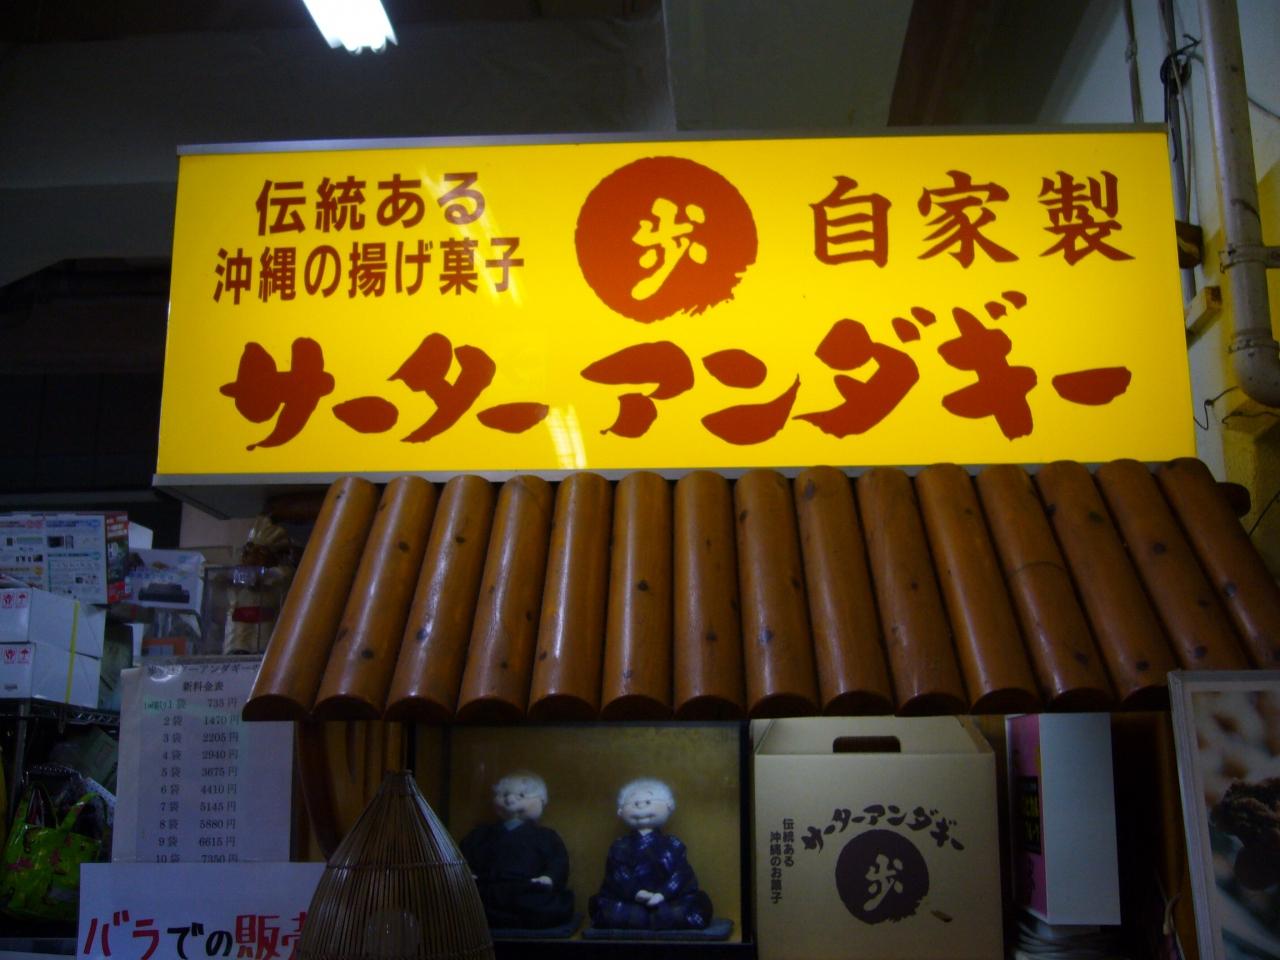 伝統ある
沖縄の揚げ菓子
歩
自家製
サーターアンダギー
新料金表
1袋 735円
2袋 1470円
3袋 2205円
4袋 2940円
5袋 3675円
6袋 4410円
7袋 5145円
8袋 5880円
9袋 6615円
10袋 7350円
バラでの販売
伝統ある
沖縄のお菓子
サーターアンダギー
歩